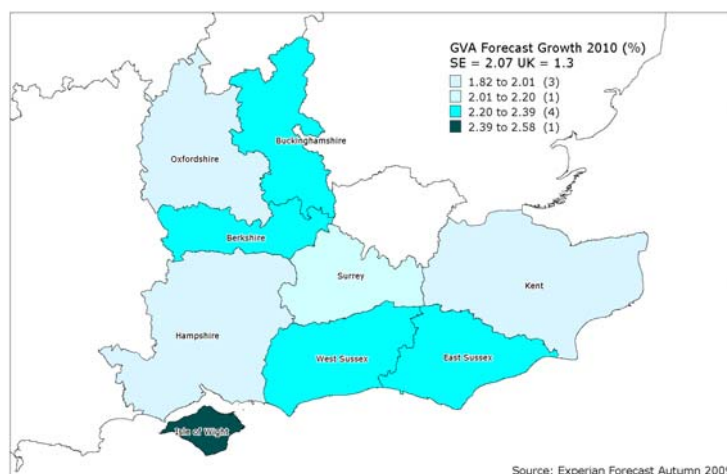 GVA Forecast Growth 2010 (%)
SE = 2.07 UK = 1.3
1.82 to 2.01 (3)
2.01 to 2.20 (1)
2.20 to 2.39 (4)
2.39 to 2.58 (1)
Buckinghamshire
Oxfordshire
Berkshire
Surrey
Kent
Hampshire
West Sussex
East Sussex
Isle of Wight
Source: Experian Forecast Autumn